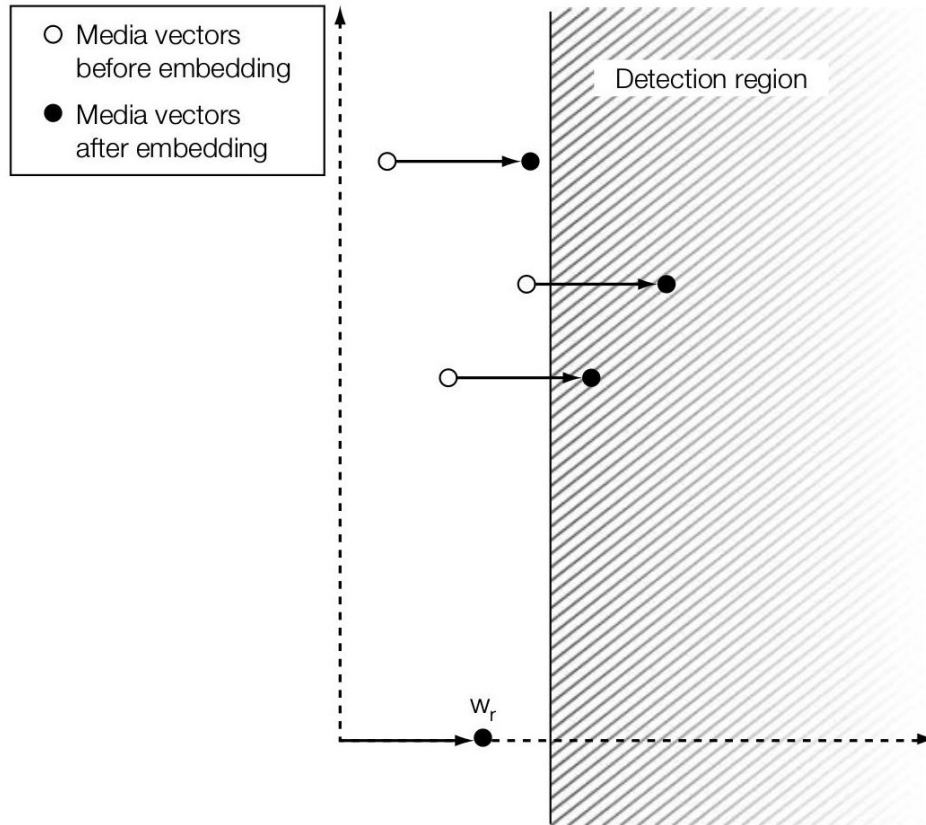 Media vectors
before embedding
Media vectors
after embedding
Detection region
wr